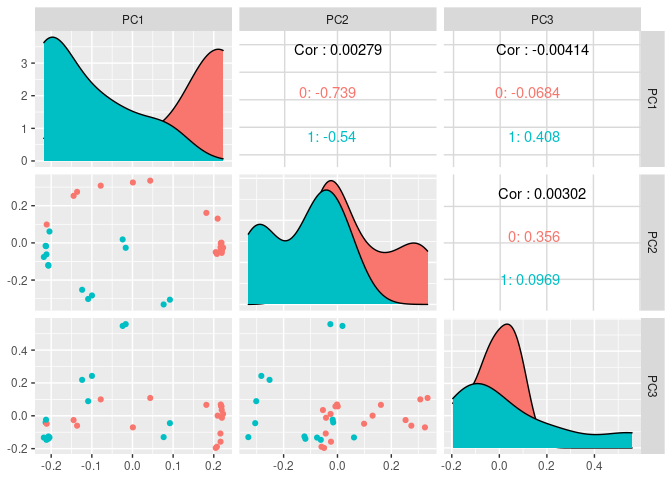 PC1 PC2 PC3
Cor : 0.00279 Cor : -0.00414
3
0: -0.739 0: -0.0684
2
1
1: -0.54 1: 0.408
0
PC1
0.2
Cor : 0.00302
0.0
0: 0.356
-0.2
1: 0.0969
PC2
0.4
0.2
0.0
-0.2
PC3
-0.2 -0.1 0.0 0.1 0.2 -0.2 0.0 0.2 -0.2 0.0 0.2 0.4